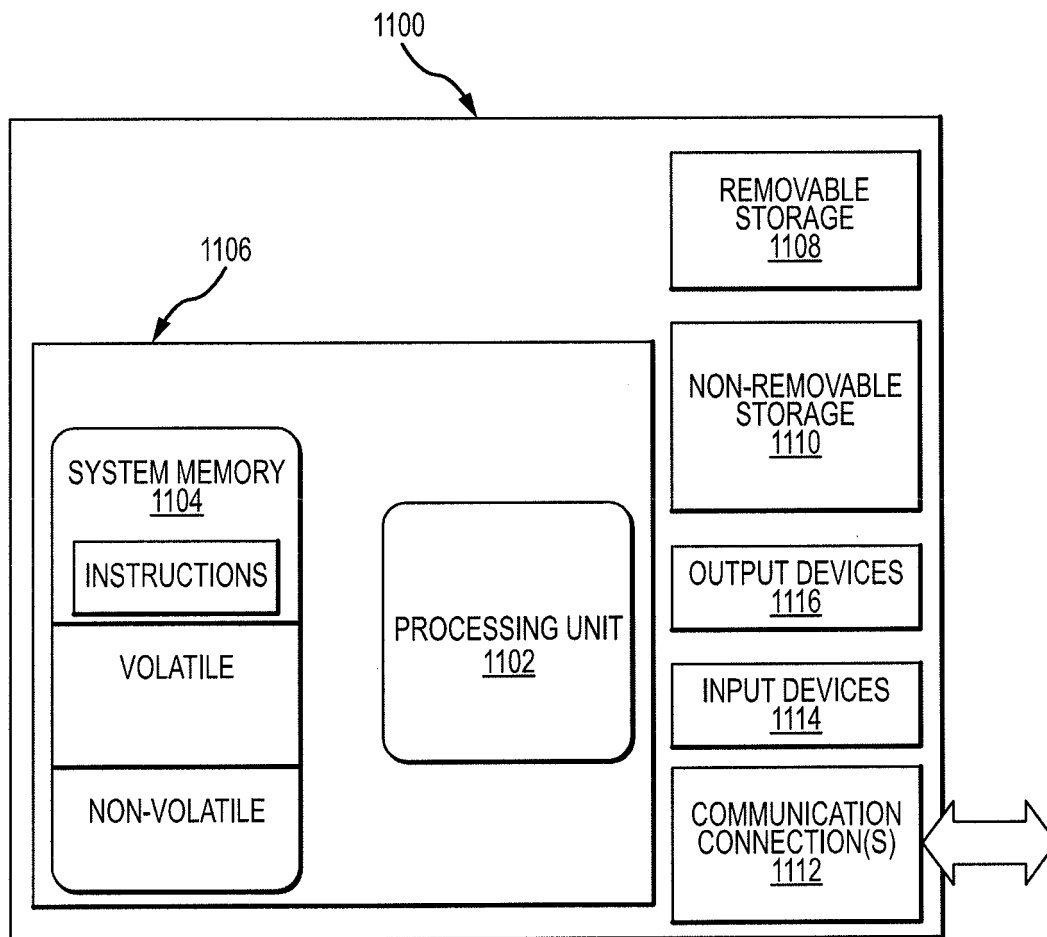 1100
1106
REMOVABLE
STORAGE
1108
NON-REMOVABLE
STORAGE
1110
SYSTEM MEMORY
1104
INSTRUCTIONS
VOLATILE
NON-VOLATILE
PROCESSING UNIT
1102
OUTPUT DEVICES
1116
INPUT DEVICES
1114
COMMUNICATION
CONNECTION(S)
1112